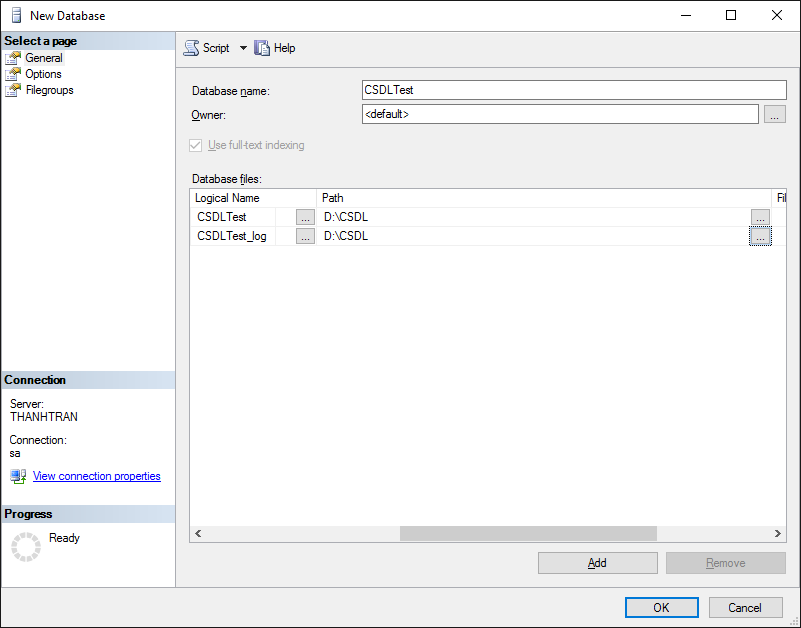 New Database
Select a page
General
Options
Filegroups
Script
Help
Database name:
CSDLTest
Owner:
<default>
...
Use full-text indexing
Database files:
Logical Name Path Fil
CSDLTest ... D:\CSDL ...
CSDLTest_log ... D:\CSDL ...
Connection
Server:
THANHTRAN
Connection:
sa
View connection properties
Progress
Ready
Add
Remove
OK
Cancel